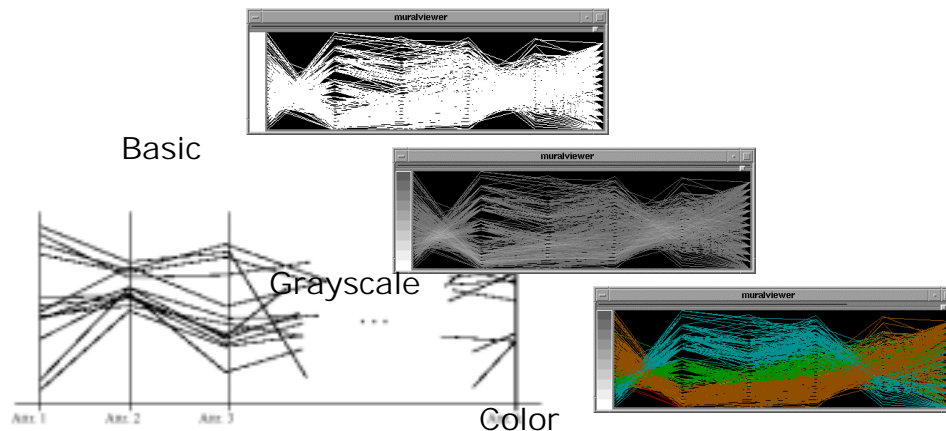 muralviewer
Basic
muralviewer
Grayscale
muralviewer
...
Attr. 1 Attr. 2 Attr. 3
Color